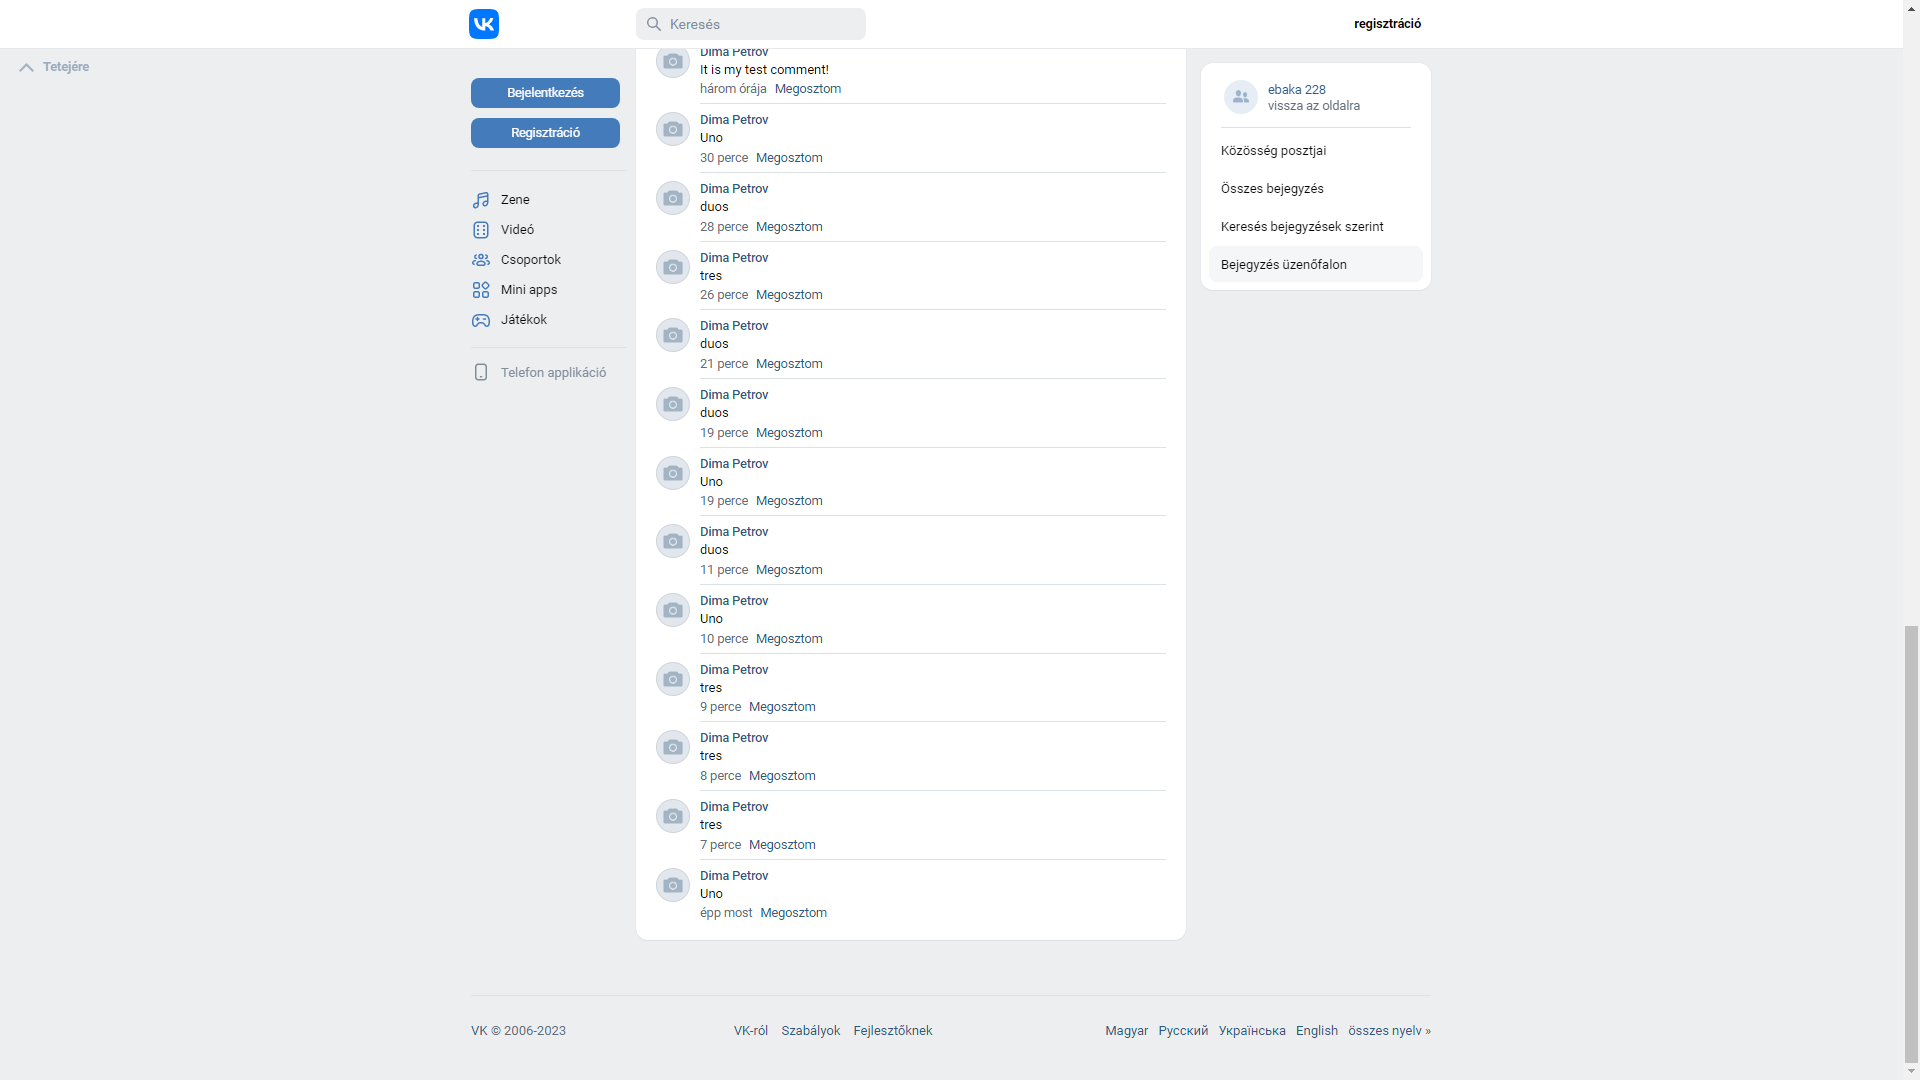 Keresés
regisztráció
Tetejére
Bejelentkezés
Regisztráció
Zene
Videó
Csoportok
Mini apps
Játékok
Telefon applikáció
Dima Petrov
It is my test comment!
három órája Megosztom
Dima Petrov
Uno
30 perce Megosztom
Dima Petrov
duos
28 perce Megosztom
Dima Petrov
tres
26 perce Megosztom
Dima Petrov
duos
21 perce Megosztom
Dima Petrov
duos
19 perce Megosztom
Dima Petrov
Uno
19 perce Megosztom
Dima Petrov
duos
11 perce Megosztom
Dima Petrov
Uno
10 perce Megosztom
Dima Petrov
tres
9 perce Megosztom
Dima Petrov
tres
8 perce Megosztom
Dima Petrov
tres
7 perce Megosztom
Dima Petrov
Uno
épp most Megosztom
ebaka 228
vissza az oldalra
Közösség posztjai
Összes bejegyzés
Keresés bejegyzések szerint
Bejegyzés üzenőfalon
VK © 2006-2023
VK-ról Szabályok Fejlesztőknek
Magyar Русский Українська English összes nyelv »